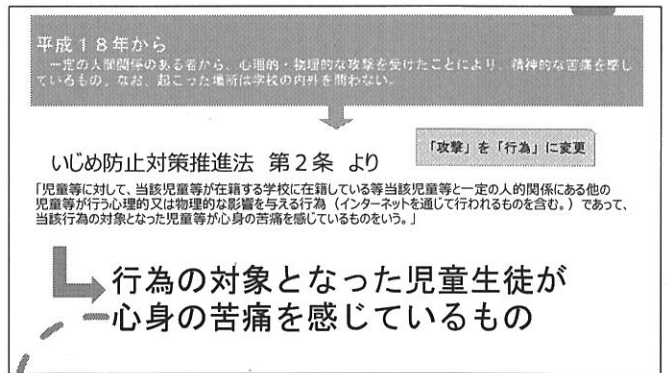 平成18年から
一定の人間関係のある者から、心理的・物理的な攻撃を受けたことにより、精神的な苦痛を感じ
ているもの。なお、起こった場所は学校の内外を問わない。
「攻撃」を「行為」に変更
いじめ防止対策推進法 第2条 より
「児童等に対して、当該児童等が在籍する学校に在籍している等当該児童等と一定の人的関係にある他の
児童等が行う心理的又は物理的な影響を与える行為(インターネットを通じて行われるものを含む。)であって、
当該行為の対象となった児童等が心身の苦痛を感じているものをいう。」
行為の対象となった児童生徒が
心身の苦痛を感じているもの